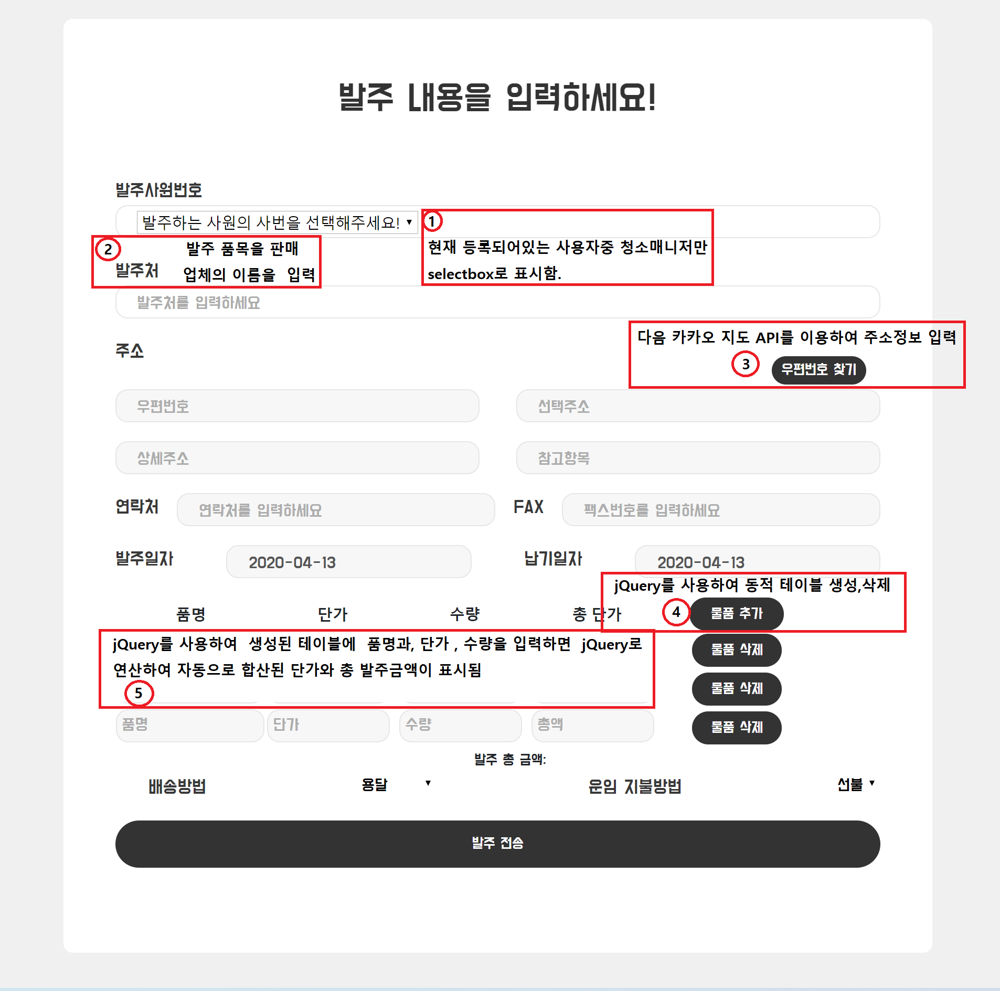 발주 내용을 입력하세요!
발주사원번호
발주하는 사원의 사번을 선택해주세요!
1
현재 등록되어있는 사용자중 청소매니저만
selectbox로 표시함.
2
발주 품목을 판매
업체의 이름을 입력
발주처
발주처를 입력하세요
다음 카카오 지도 API를 이용하여 주소정보 입력
주소
3
우편번호 찾기
우편번호
선택주소
상세주소
참고항목
연락처
연락처를 입력하세요
FAX
팩스번호를 입력하세요
발주일자
2020-04-13
납기일자
2020-04-13
jQuery를 사용하여 동적 테이블 생성,삭제
품명
단가
수량
총 단가
4
물품 추가
jQuery를 사용하여 생성된 테이블에 품명과, 단가 , 수량을 입력하면 jQuery로
연산하여 자동으로 합산된 단가와 총 발주금액이 표시됨
5
물품 삭제
물품 삭제
품명
단가
수량
총액
물품 삭제
발주 총 금액:
배송방법
용달
운임 지불방법
선불
발주 전송